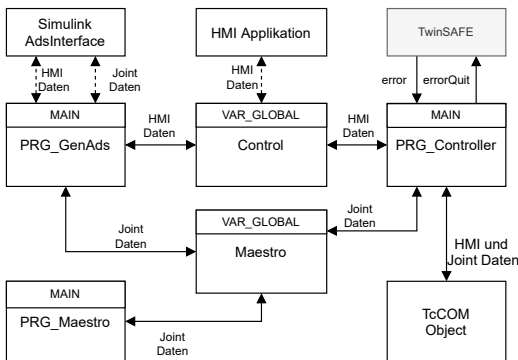 Simulink
AdsInterface
HMI Applikation
TwinSAFE
HMI
Daten
Joint
Daten
HMI
Daten
error
errorQuit
MAIN
PRG_GenAds
HMI
Daten
VAR_GLOBAL
Control
HMI
Daten
MAIN
PRG_Controller
Joint
Daten
VAR_GLOBAL
Maestro
Joint
Daten
HMI und
Joint Daten
MAIN
PRG_Maestro
Joint
Daten
TcCOM
Object